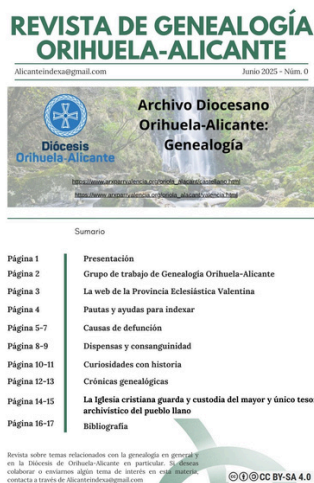 REVISTA DE GENEALOGÍA
ORIHUELA-ALICANTE
Alicanteindexa@gmail.com Junio 2025 - Núm. 0
Archivo Diocesano
Orihuela-Alicante:
Genealogía
Diócesis
Orihuela-Alicante
Sumario
Página 1 Presentación
Página 2 Grupo de trabajo de Genealogía Orihuela-Alicante
Página 3 La web de la Provincia Eclesiástica Valentina
Página 4 Pautas y ayudas para indexar
Página 5-7 Causas de defunción
Página 8-9 Dispensas y consanguinidad
Página 10-11 Curiosidades con historia
Página 12-13 Crónicas genealógicas
Página 14-15 La Iglesia cristiana guarda y custodia del mayor y único teso
archivístico del pueblo llano
Página 16-17 Bibliografía
Revista sobre temas relacionados con la genealogía en general y
en la Diócesis de Orihuela-Alicante en particular. Si deseas
colaborar o enviarnos algún tema de interés en esta materia,
contacta a través de Alicanteindexa@gmail.com
CC BY-SA 4.0